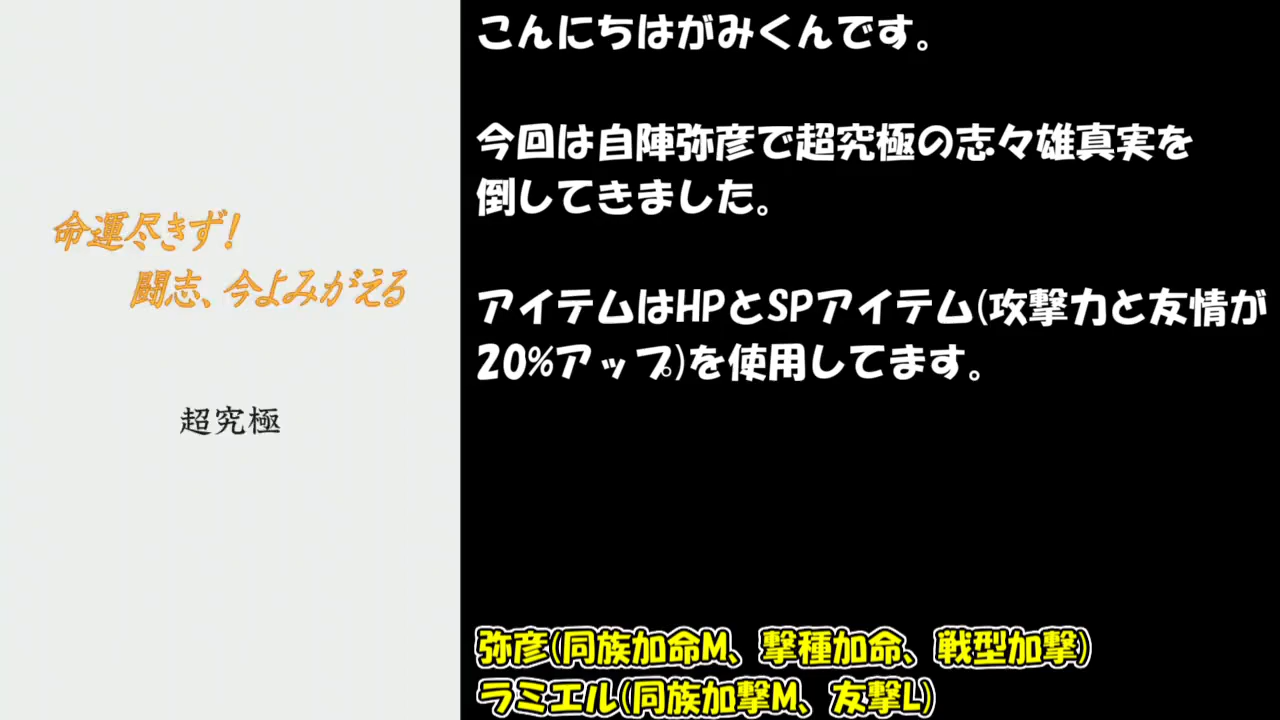 命運尽きず!
闘志、今よみがえる
超究極
こんにちはがみくんです。
今回は自陣弥彦で超究極の志々雄真実を
倒してきました。
アイテムはHPとSPアイテム(攻撃力と友情が
20%アップ)を使用してます。
弥彦(同族加命M、撃種加命、戦型加撃)
ラミエル(同族加撃M、友撃L)